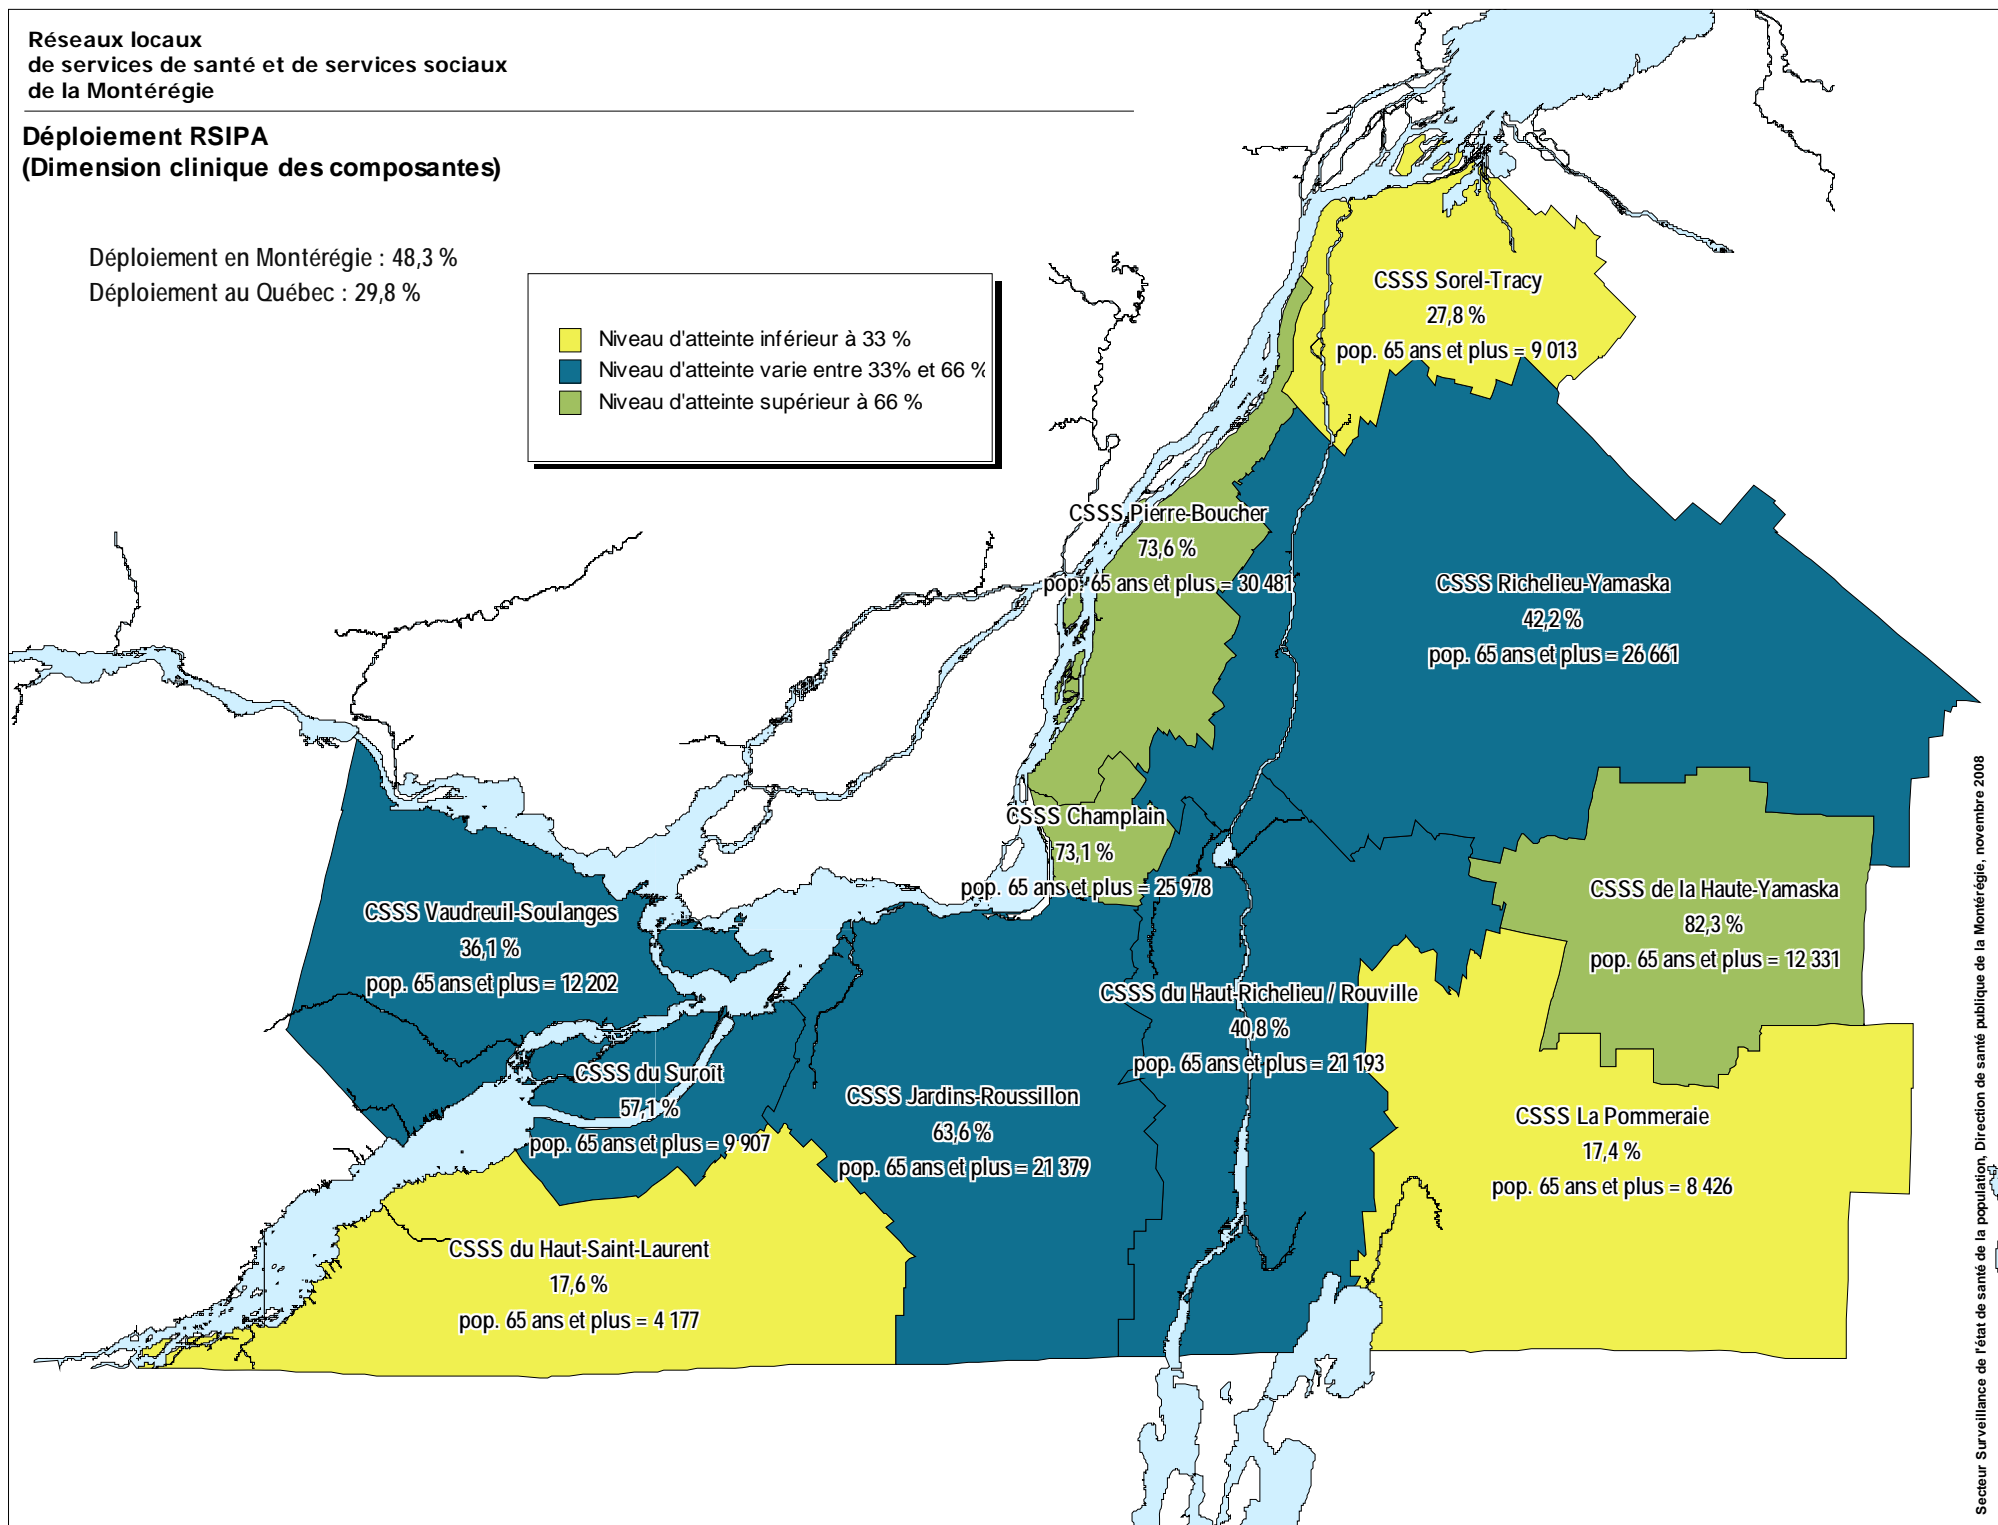 Réseaux locaux
de services de santé et de services sociaux
de la Montérégie
Déploiement RSIPA
(Dimension clinique des composantes)
Déploiement en Montérégie : 48,3 %
Déploiement au Québec : 29,8 %
Niveau d'atteinte inférieur à 33 %
Niveau d'atteinte varie entre 33% et 66 %
Niveau d'atteinte supérieur à 66 %
CSSS Sorel-Tracy
27,8 %
pop. 65 ans et plus = 9 013
CSSS Pierre-Boucher
73,6 %
pop. 65 ans et plus = 30 481
CSSS Richelieu-Yamaska
42,2 %
pop. 65 ans et plus = 26 661
CSSS Champlain
73,1 %
pop. 65 ans et plus = 25 978
CSSS de la Haute-Yamaska
82,3 %
pop. 65 ans et plus = 12 331
CSSS Vaudreuil-Soulanges
36,1 %
pop. 65 ans et plus = 12 202
CSSS du Haut-Richelieu / Rouville
40,8 %
pop. 65 ans et plus = 21 193
CSSS du Suroît
57,1 %
pop. 65 ans et plus = 9 907
CSSS Jardins-Roussillon
63,6 %
pop. 65 ans et plus = 21 379
CSSS La Pommeraie
17,4 %
pop. 65 ans et plus = 8 426
CSSS du Haut-Saint-Laurent
17,6 %
pop. 65 ans et plus = 4 177
Secteur Surveillance de l'état de santé de la population, Direction de santé publique de la Montérégie, novembre 2008